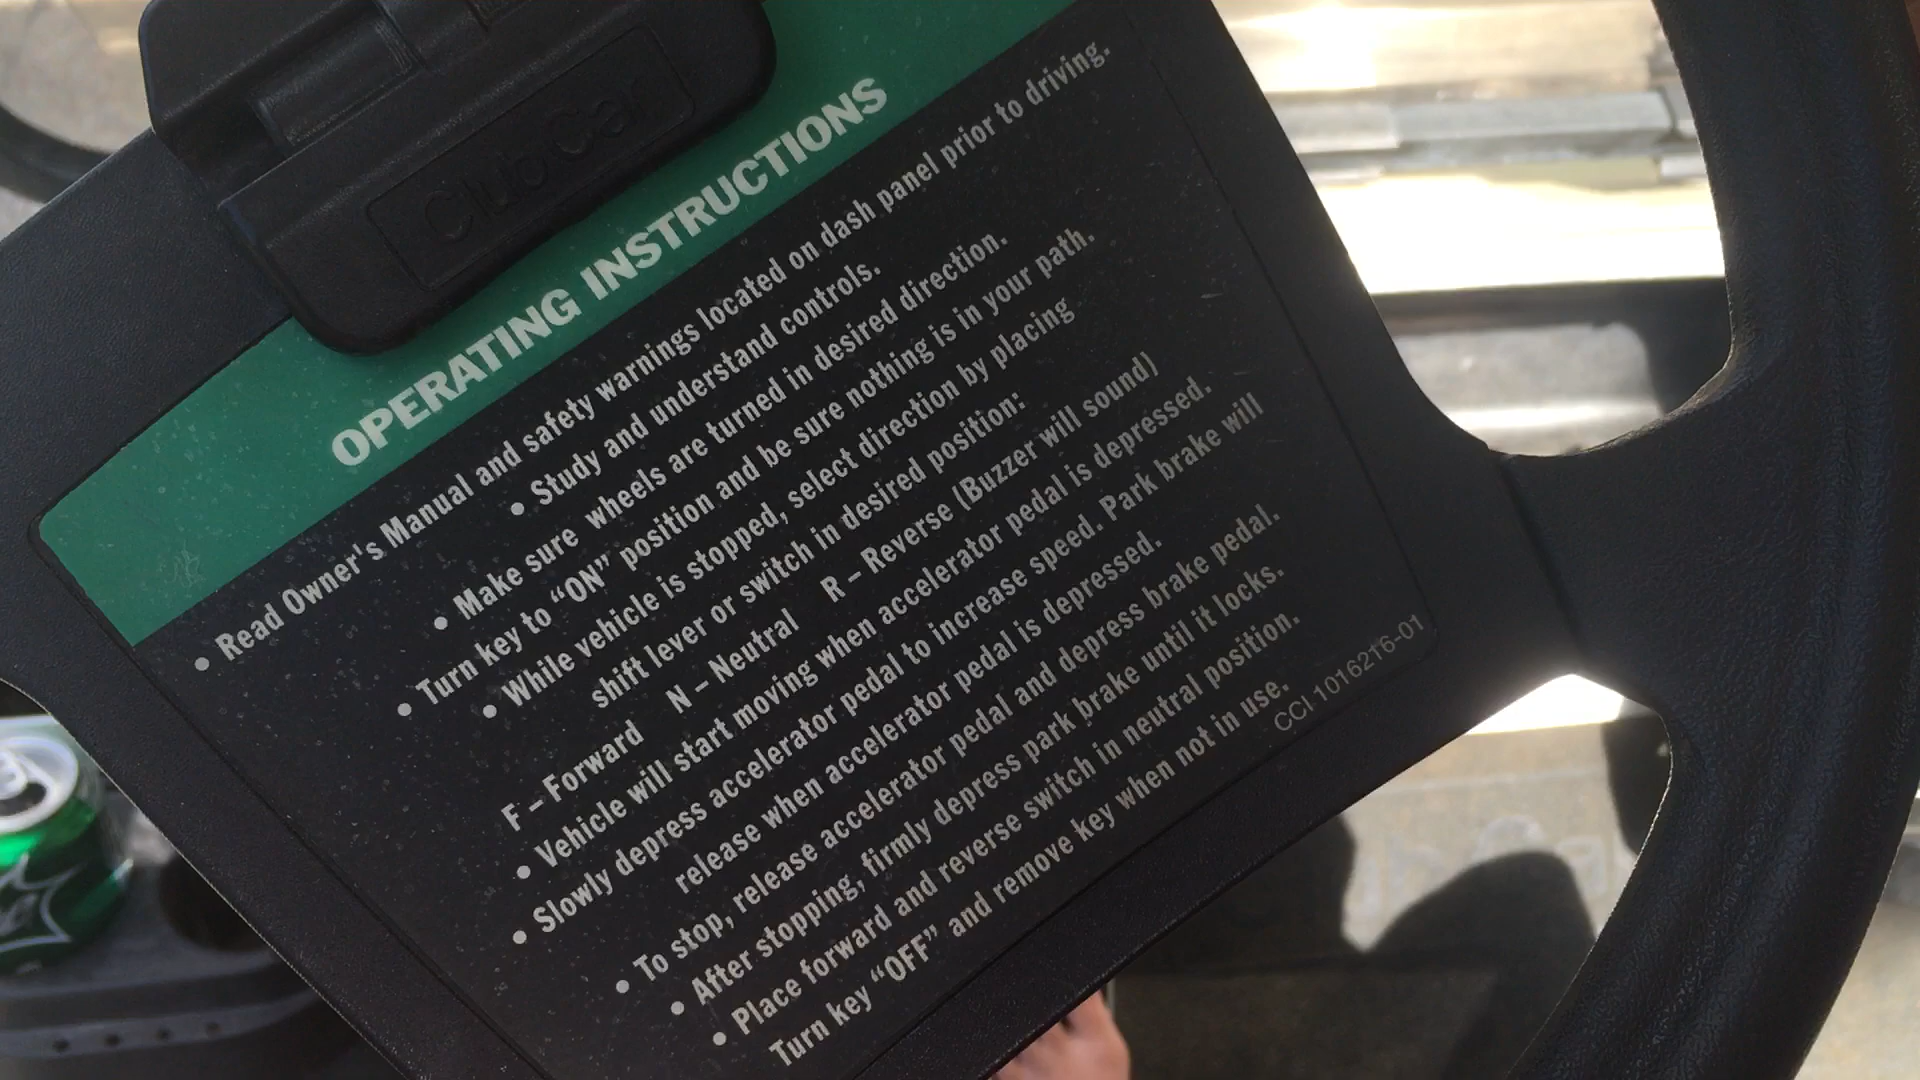 Club Car
OPERATING INSTRUCTIONS
• Read Owner's Manual and safety warnings located on dash panel prior to driving.
• Study and understand controls.
• Make sure wheels are turned in desired direction.
• Turn key to “ON” position and be sure nothing is in your path.
• While vehicle is stopped, select direction by placing
shift lever or switch in desired position:
F – Forward N – Neutral R – Reverse (Buzzer will sound)
• Vehicle will start moving when accelerator pedal is depressed.
• Slowly depress accelerator pedal to increase speed. Park brake will
release when accelerator pedal is depressed.
• To stop, release accelerator pedal and depress brake pedal.
• After stopping, firmly depress park brake until it locks.
• Place forward and reverse switch in neutral position.
Turn key “OFF” and remove key when not in use.
CCI 1016216-01